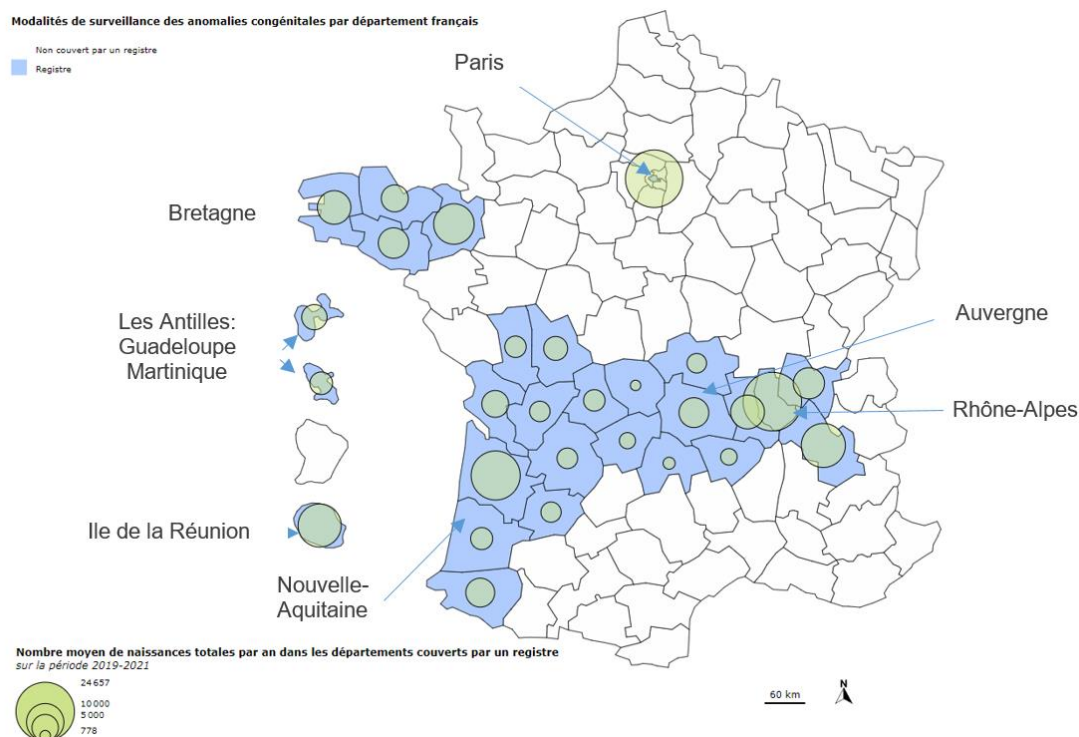 Modalités de surveillance des anomalies congénitales par département français
Non couvert par un registre
Registre
Paris
Bretagne
Les Antilles:
Guadeloupe
Martinique
Auvergne
Rhône-Alpes
Ile de la Réunion
Nouvelle-
Aquitaine
Nombre moyen de naissances totales par an dans les départements couverts par un registre
sur la période 2019-2021
24 657
10 000
5 000
778
60 km
N